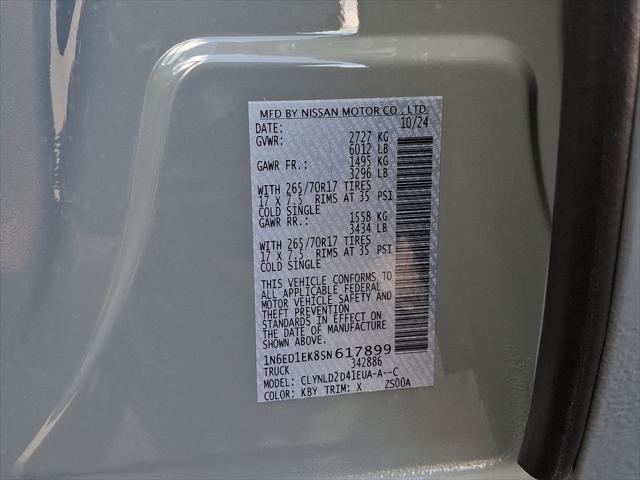 MFD BY NISSAN MOTOR CO., LTD.
DATE: 10/24
GVWR: 2727 KG
6012 LB
GAWR FR.: 1495 KG
3296 LB
WITH 265/70R17 TIRES
17 X 7.5 RIMS AT 35 PSI
COLD SINGLE
GAWR RR.: 1558 KG
3434 LB
WITH 265/70R17 TIRES
17 X 7.5 RIMS AT 35 PSI
COLD SINGLE
THIS VEHICLE CONFORMS TO
ALL APPLICABLE FEDERAL
MOTOR VEHICLE SAFETY AND
THEFT PREVENTION
STANDARDS IN EFFECT ON
THE DATE OF MANUFACTURE
1N6ED1EK8SN617899
TRUCK 342886
MODEL: CLYNLD2D41EUA-A--C
COLOR: KBY TRIM: X ZS00A